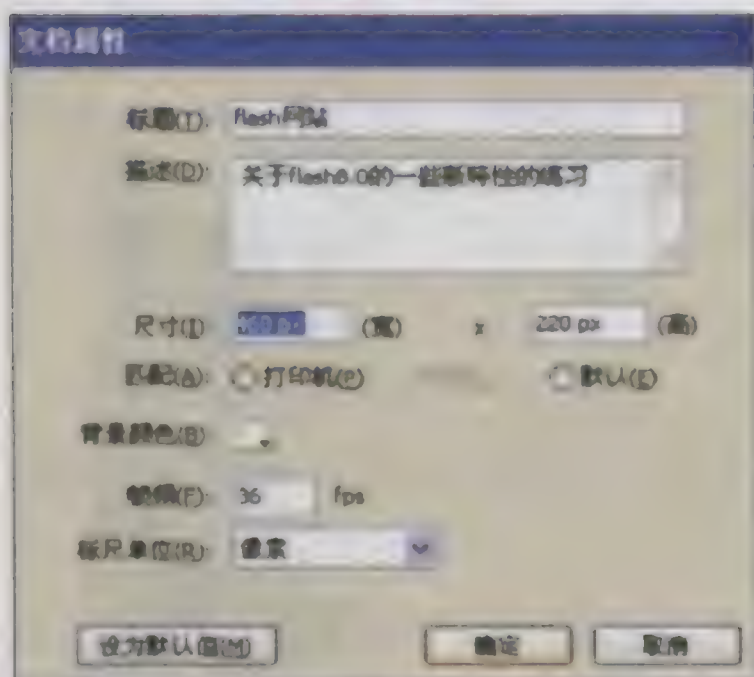 文档属性
标题(T): flash网站
描述(D): 关于flash8.0的一些新特性的练习
尺寸(I): px (宽) x 220 px (高)
匹配(A): 打印机(P) 默认(E)
背景颜色(B):
帧频(F): 36 fps
标尺单位(R): 像素
设为默认值(M) 确定 取消